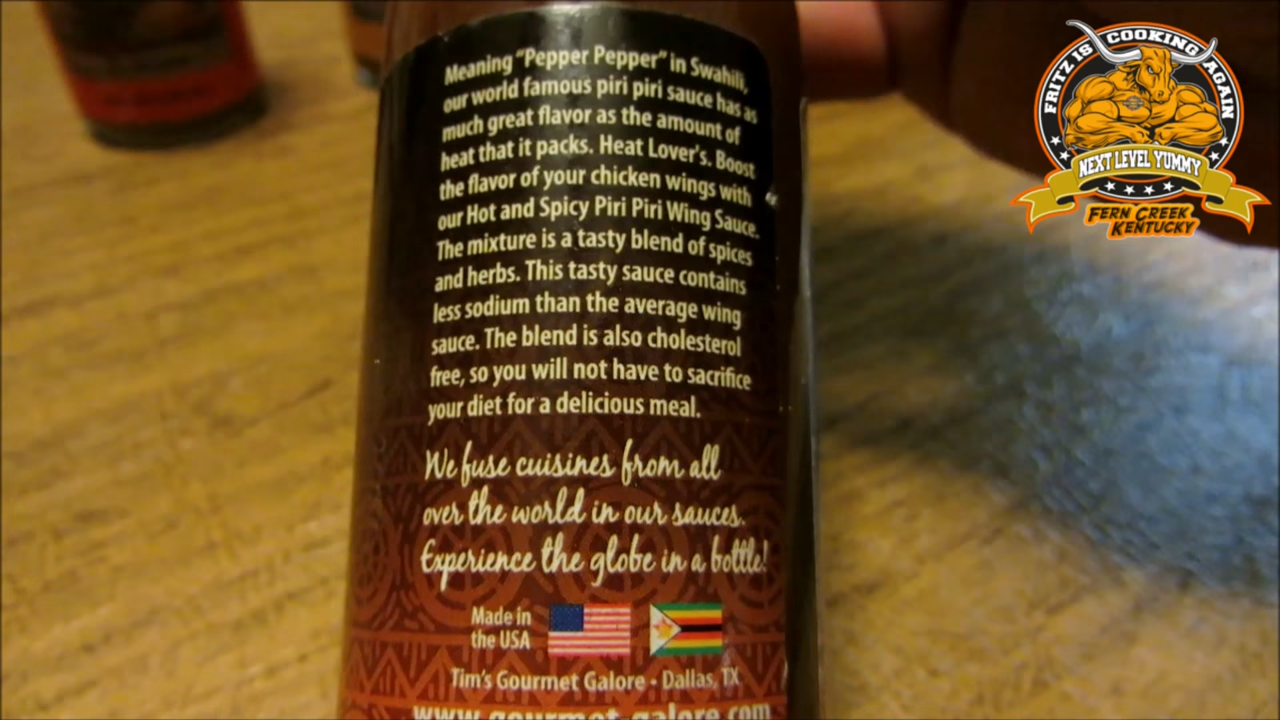 Meaning "Pepper Pepper" in Swahili,
our world famous piri piri sauce has as
much great flavor as the amount of
heat that it packs. Heat Lover's. Boost
the flavor of your chicken wings with
our Hot and Spicy Piri Piri Wing Sauce.
The mixture is a tasty blend of spices
and herbs. This tasty sauce contains
less sodium than the average wing
sauce. The blend is also cholesterol
free, so you will not have to sacrifice
your diet for a delicious meal.
We fuse cuisines from all
over the world in our sauces.
Experience the globe in a bottle!
Made in
the USA
Tim's Gourmet Galore - Dallas, TX
www.gourmet-galore.com
FRITZ IS COOKING AGAIN
NEXT LEVEL YUMMY
FERN CREEK
KENTUCKY